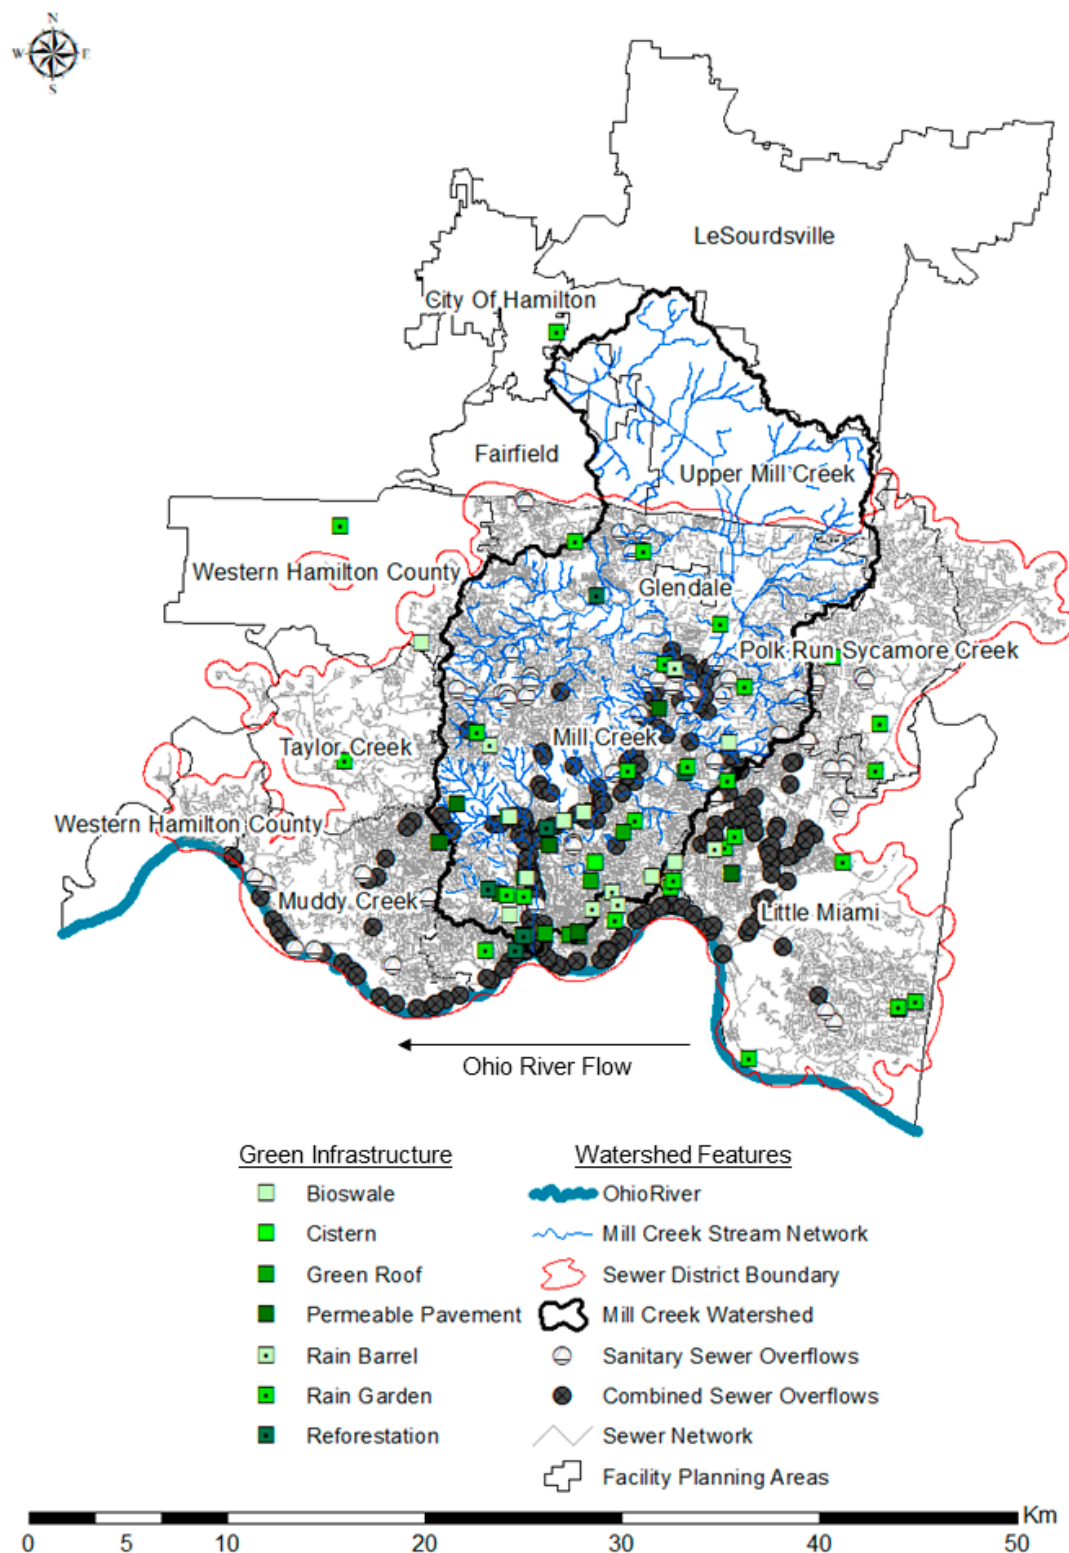 N
W E
S
LeSourdsville
City Of Hamilton
Fairfield
Upper Mill Creek
Western Hamilton County
Glendale
Polk Run Sycamore Creek
Taylor Creek
Mill Creek
Western Hamilton County
Muddy Creek
Little Miami
Ohio River Flow
Green Infrastructure
Bioswale
Cistern
Green Roof
Permeable Pavement
Rain Barrel
Rain Garden
Reforestation
Watershed Features
OhioRiver
Mill Creek Stream Network
Sewer District Boundary
Mill Creek Watershed
Sanitary Sewer Overflows
Combined Sewer Overflows
Sewer Network
Facility Planning Areas
Km
0 5 10 20 30 40 50